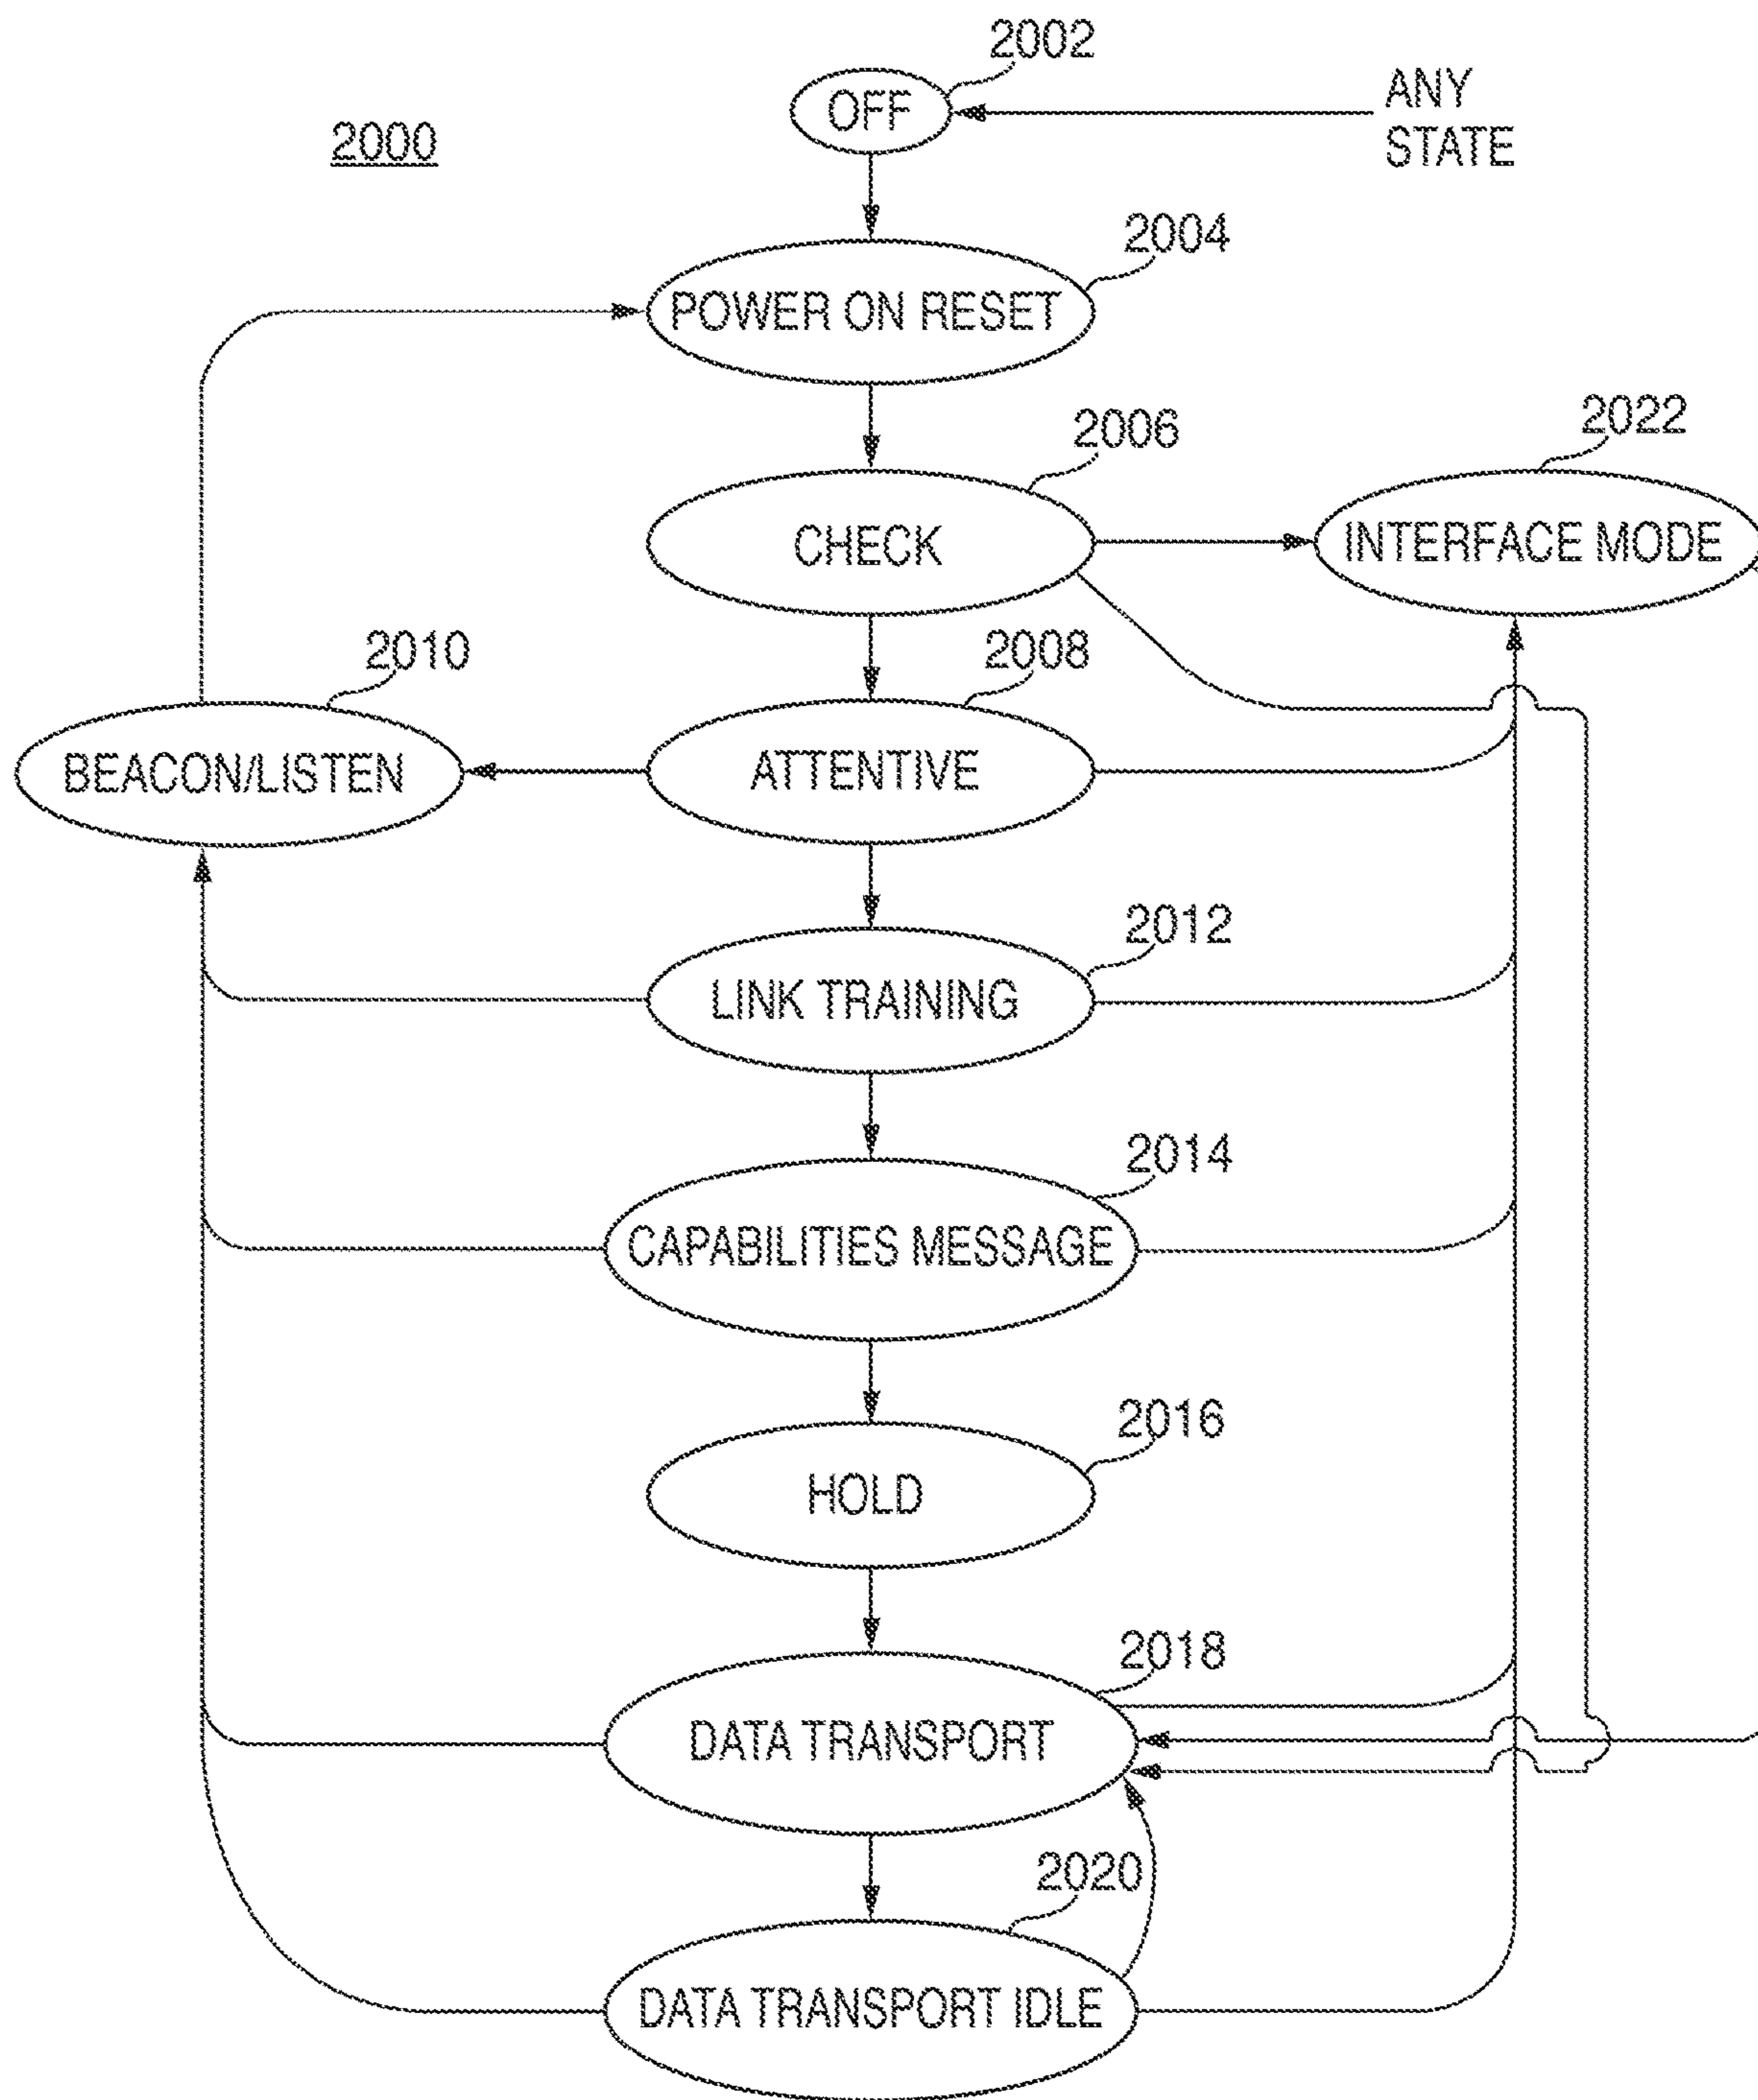 2002
OFF
ANY
STATE
2000
2004
POWER ON RESET
2006
2022
CHECK
INTERFACE MODE
2010
2008
BEACON/LISTEN
ATTENTIVE
2012
LINK TRAINING
2014
CAPABILITIES MESSAGE
2016
HOLD
2018
DATA TRANSPORT
2020
DATA TRANSPORT IDLE